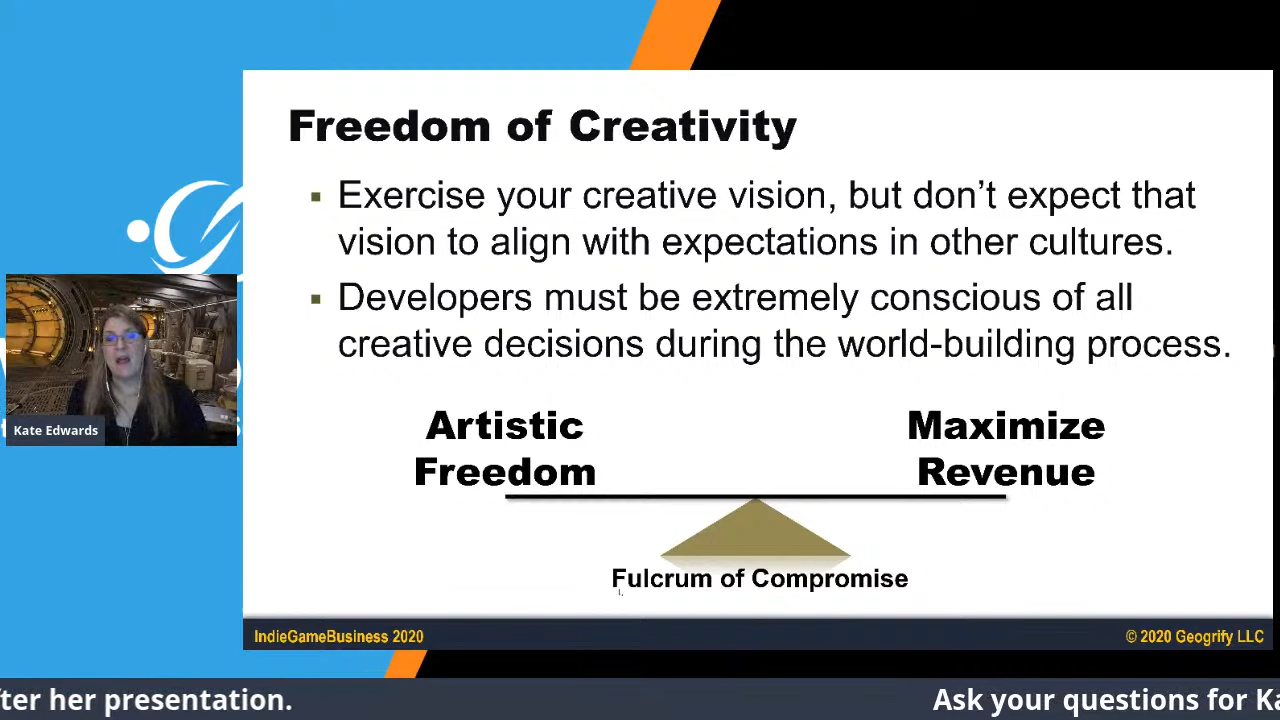 Freedom of Creativity
Exercise your creative vision, but don’t expect that
vision to align with expectations in other cultures.
Developers must be extremely conscious of all
creative decisions during the world-building process.
Artistic
Freedom
Maximize
Revenue
Fulcrum of Compromise
Kate Edwards
IndieGameBusiness 2020
© 2020 Geogrify LLC
her presentation.
Ask your questions for